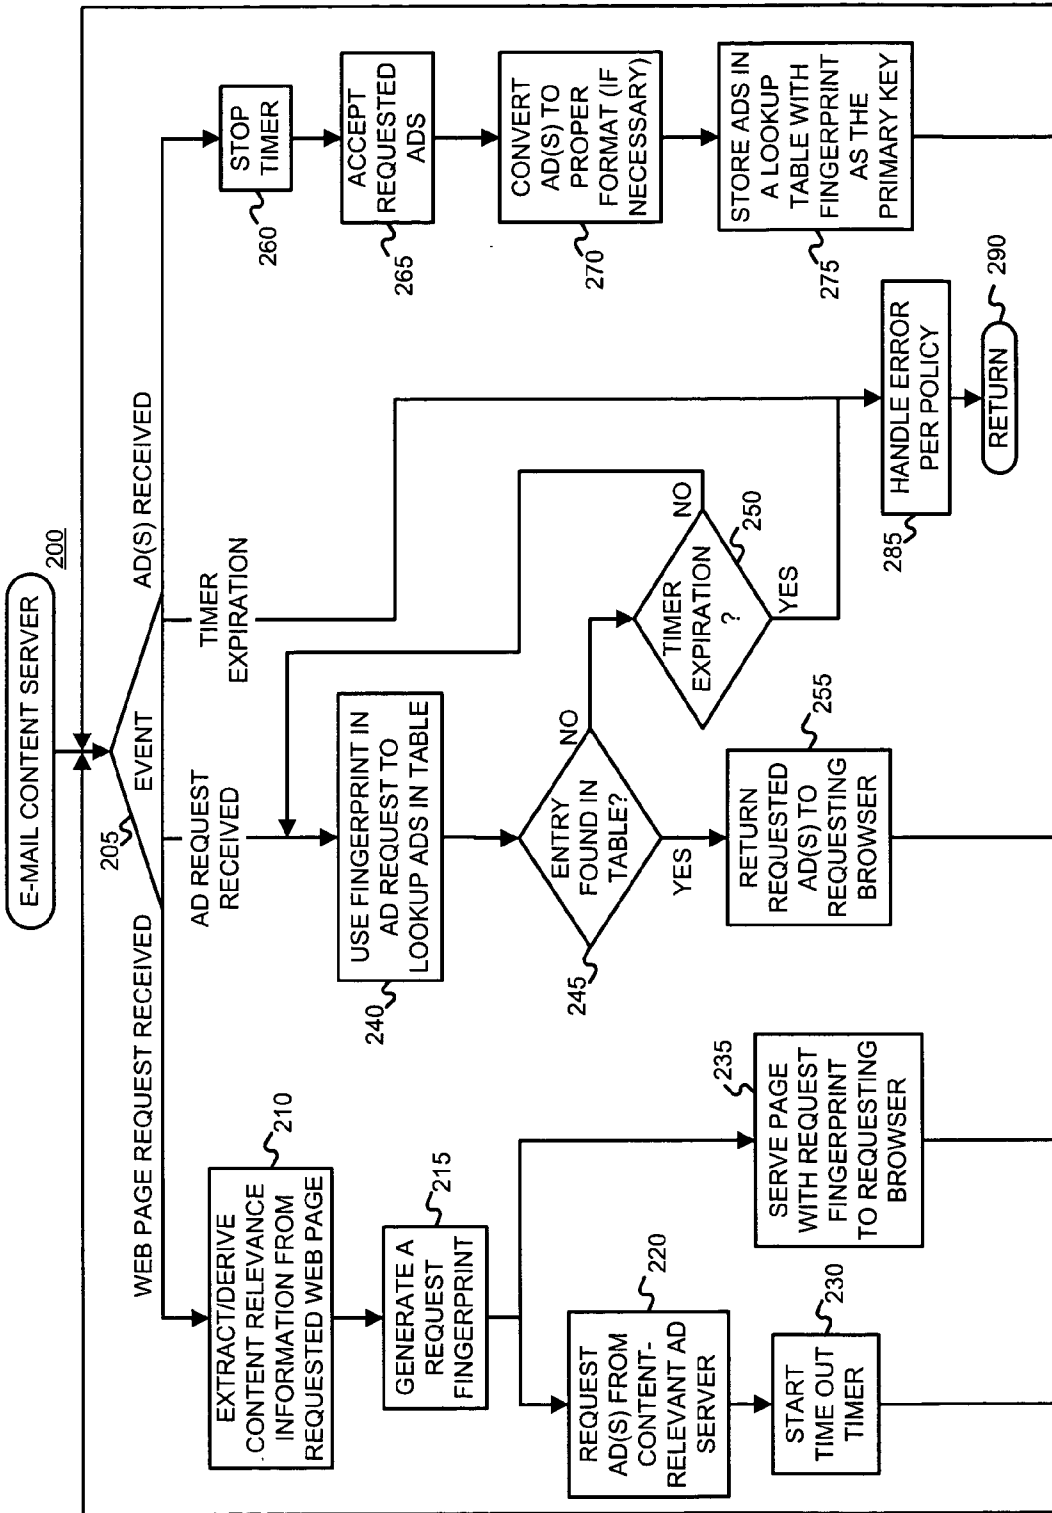 E-MAIL CONTENT SERVER
200
205
EVENT
WEB PAGE REQUEST RECEIVED
AD REQUEST
RECEIVED
TIMER
EXPIRATION
AD(S) RECEIVED
EXTRACT/DERIVE
CONTENT RELEVANCE
INFORMATION FROM
REQUESTED WEB PAGE
210
GENERATE A
REQUEST
FINGERPRINT
215
REQUEST
AD(S) FROM
CONTENT-
RELEVANT AD
SERVER
220
START
TIME OUT
TIMER
230
SERVE PAGE
WITH REQUEST
FINGERPRINT
TO REQUESTING
BROWSER
235
USE FINGERPRINT IN
AD REQUEST TO
LOOKUP ADS IN TABLE
240
ENTRY
FOUND IN
TABLE?
245
NO
YES
TIMER
EXPIRATION
?
250
NO
YES
RETURN
REQUESTED
AD(S) TO
REQUESTING
BROWSER
255
STOP
TIMER
260
ACCEPT
REQUESTED
ADS
265
CONVERT
AD(S) TO
PROPER
FORMAT (IF
NECESSARY)
270
STORE ADS IN
A LOOKUP
TABLE WITH
FINGERPRINT
AS THE
PRIMARY KEY
275
HANDLE ERROR
PER POLICY
285
RETURN
290